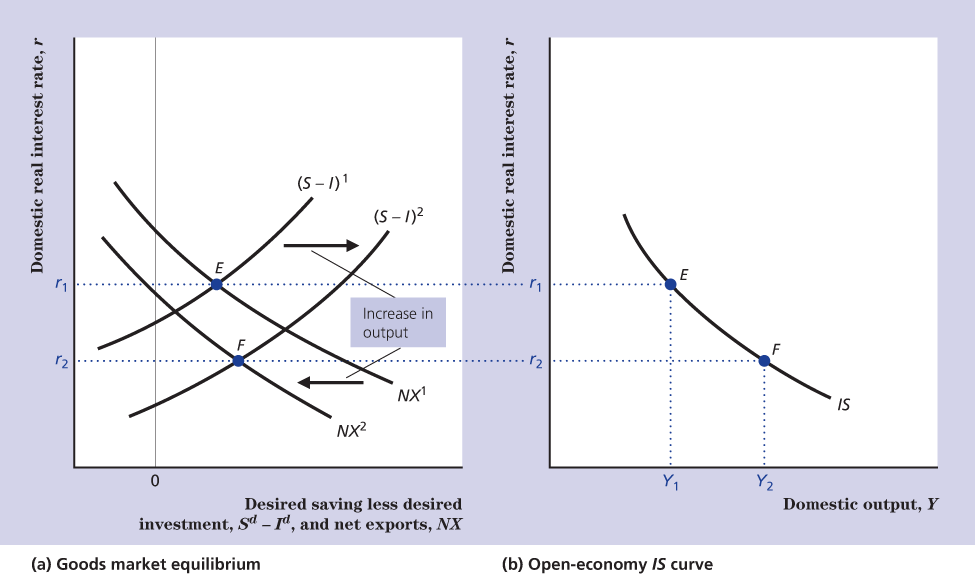 Domestic real interest rate, r
(S – I)¹
(S – I)²
E
r₁
Increase in
output
F
r₂
NX¹
NX²
0
Desired saving less desired
investment, Sᵈ – Iᵈ, and net exports, NX
(a) Goods market equilibrium
Domestic real interest rate, r
E
r₁
F
r₂
IS
Y₁
Y₂
Domestic output, Y
(b) Open-economy IS curve